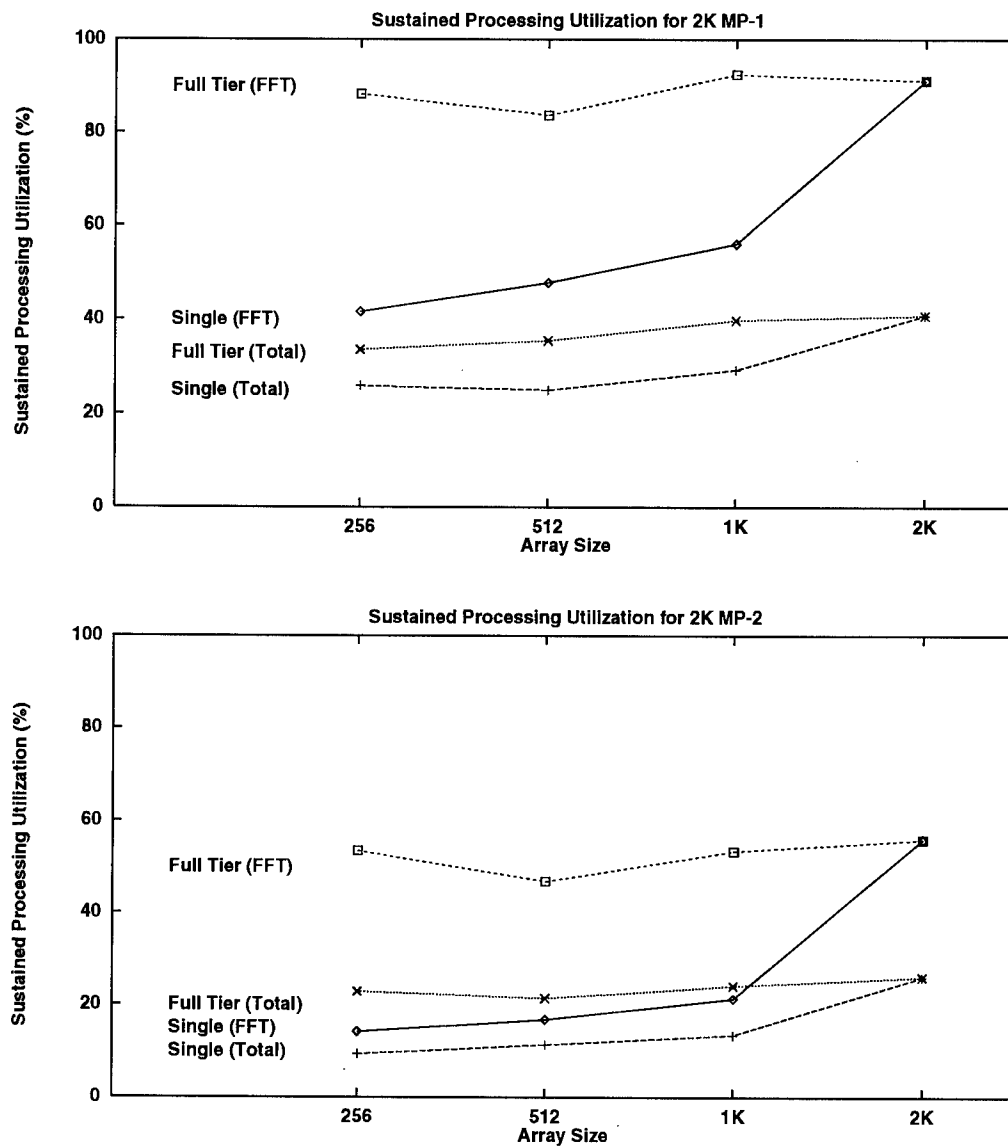 Sustained Processing Utilization for 2K MP-1
Sustained Processing Utilization (%)
100
80
60
40
20
0
Full Tier (FFT)
Single (FFT)
Full Tier (Total)
Single (Total)
256
512
1K
2K
Array Size
Sustained Processing Utilization for 2K MP-2
Sustained Processing Utilization (%)
100
80
60
40
20
0
Full Tier (FFT)
Full Tier (Total)
Single (FFT)
Single (Total)
256
512
1K
2K
Array Size